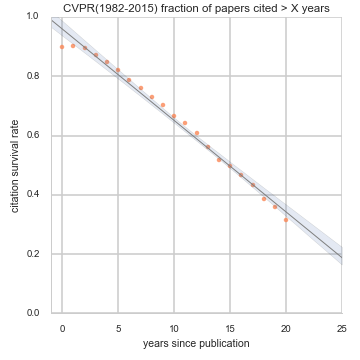 CVPR(1982-2015) fraction of papers cited > X years
1.0
0.8
0.6
0.4
0.2
0.0
citation survival rate
0 5 10 15 20 25
years since publication